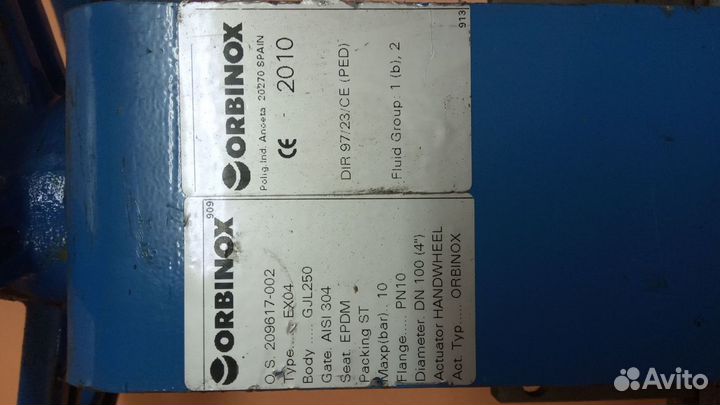 ORBINOX
Polig.Ind. Anoeta 20270 SPAIN
CE 2010
DIR 97/23/CE (PED)
Fluid Group: 1 (b), 2
913
909
ORBINOX
O.S. 209617-002
Type..... EX04
Body ..... GJL250
Gate. AISI 304
Seat. EPDM
Packing ST
Maxp(bar). 10
Flange..... PN10
Diameter. DN 100 (4")
Actuator HANDWHEEL
Act. Typ..... ORBINOX
Avito